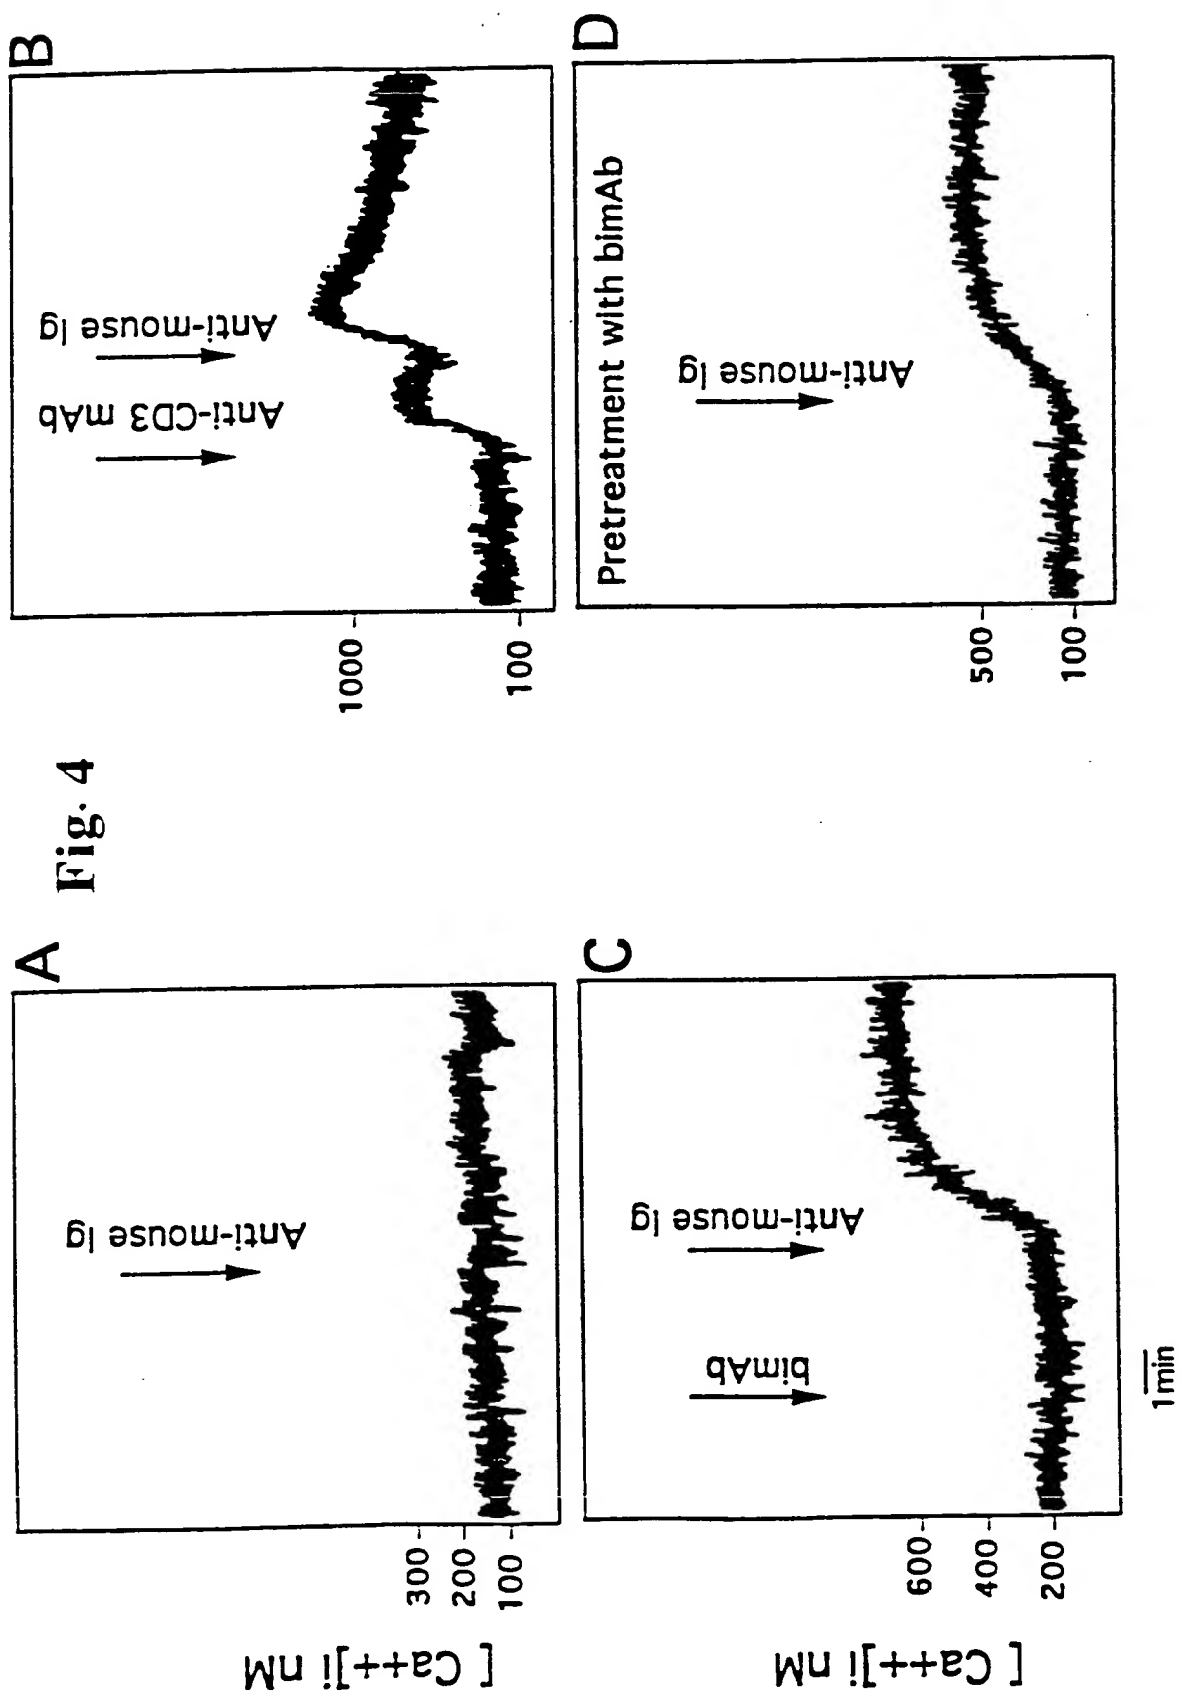 Fig. 4
A
[ Ca++]i nM
300
200
100
Anti-mouse Ig
B
1000
100
Anti-CD3 mAb
Anti-mouse Ig
C
[ Ca++]i nM
600
400
200
bimAb
Anti-mouse Ig
1min
D
500
100
Pretreatment with bimAb
Anti-mouse Ig